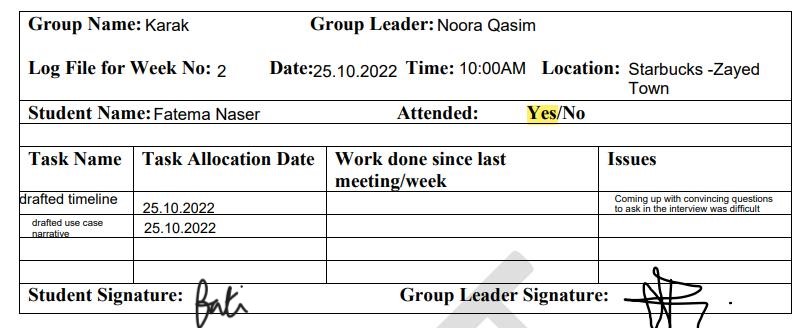 Group Name: Karak Group Leader: Noora Qasim
Log File for Week No: 2 Date:25.10.2022 Time: 10:00AM Location: Starbucks -Zayed
Town
Student Name: Fatema Naser Attended: Yes/No
Task Name Task Allocation Date Work done since last Issues
meeting/week
drafted timeline 25.10.2022 Coming up with convincing questions
to ask in the interview was difficult
drafted use case 25.10.2022
narrative
Student Signature: Group Leader Signature: